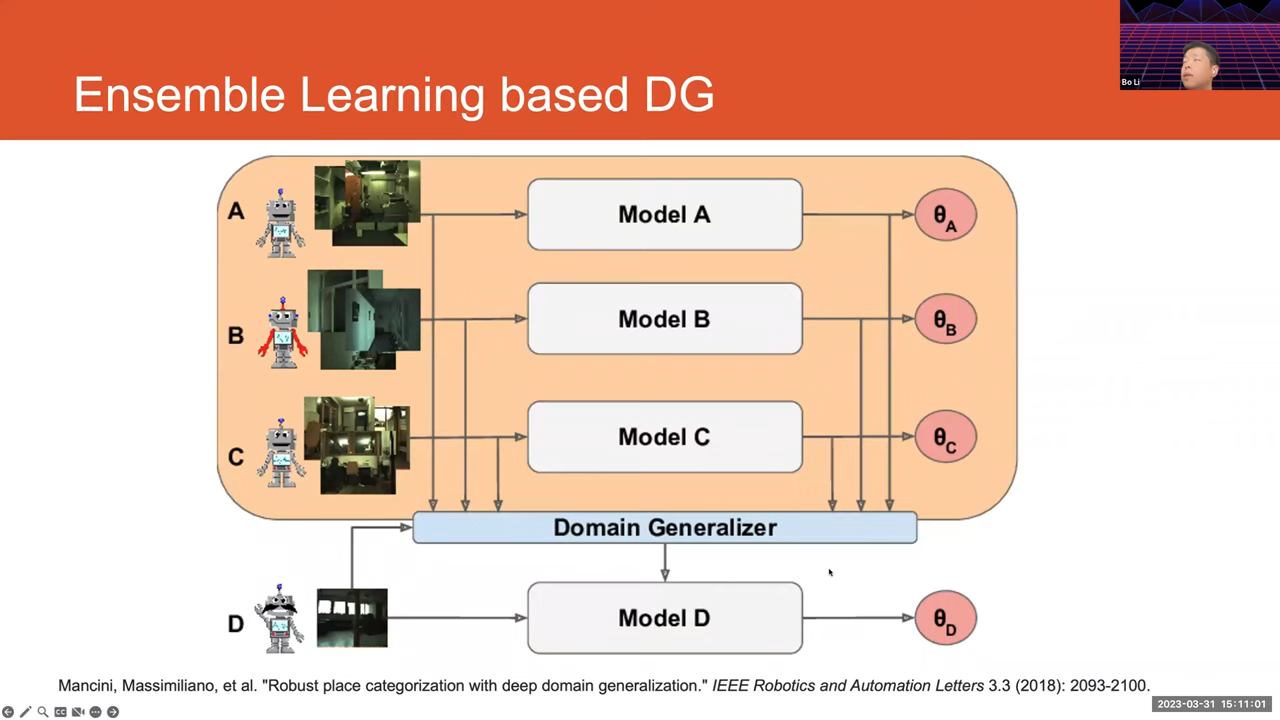 Ensemble Learning based DG
Bo Li
A
Model A
θA
B
Model B
θB
C
Model C
θC
Domain Generalizer
D
Model D
θD
Mancini, Massimiliano, et al. "Robust place categorization with deep domain generalization." IEEE Robotics and Automation Letters 3.3 (2018): 2093-2100.
2023-03-31 15:11:01